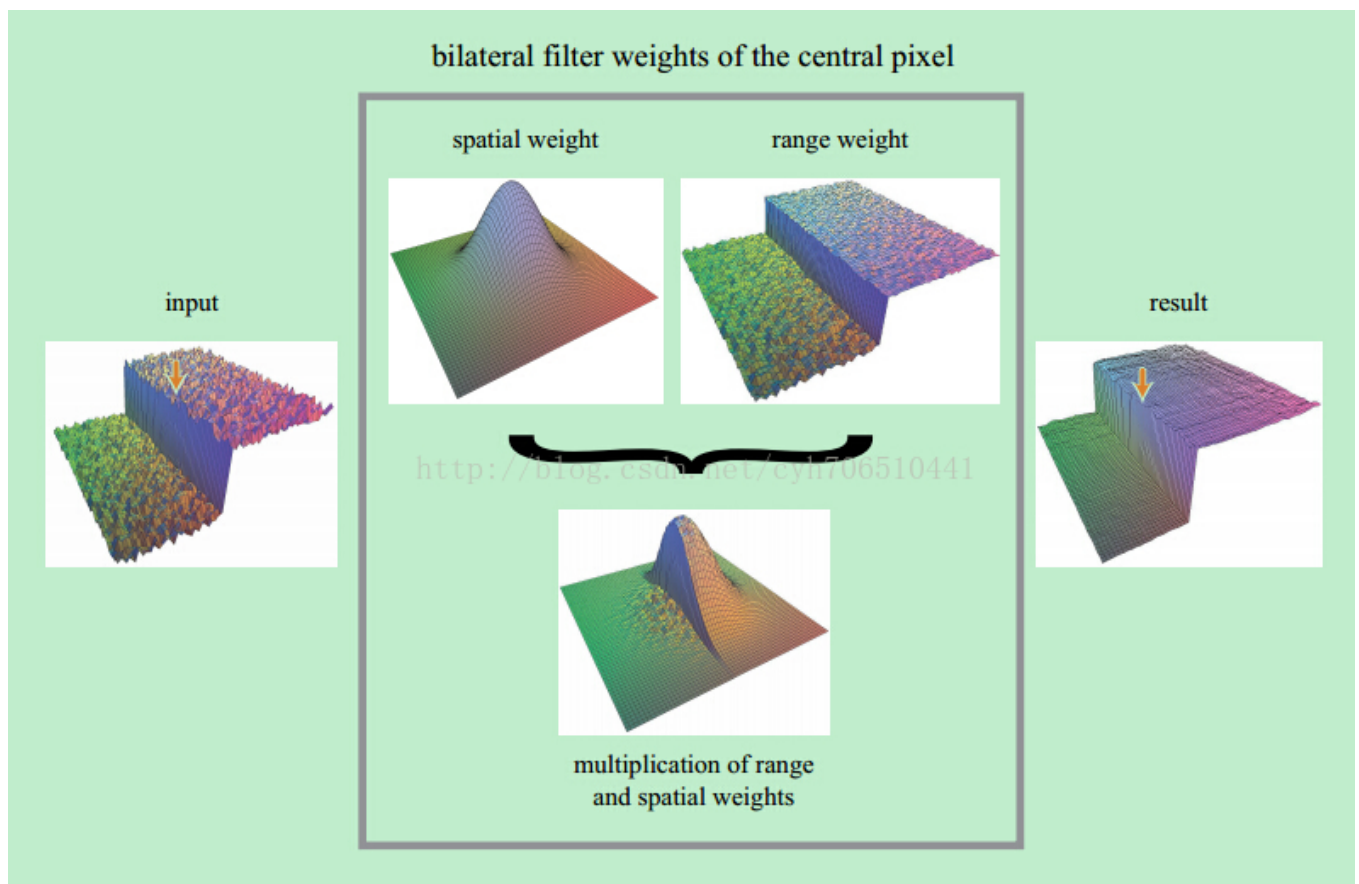 bilateral filter weights of the central pixel
spatial weight
range weight
input
result
http://blog.csdn.net/cyh706510441
multiplication of range
and spatial weights